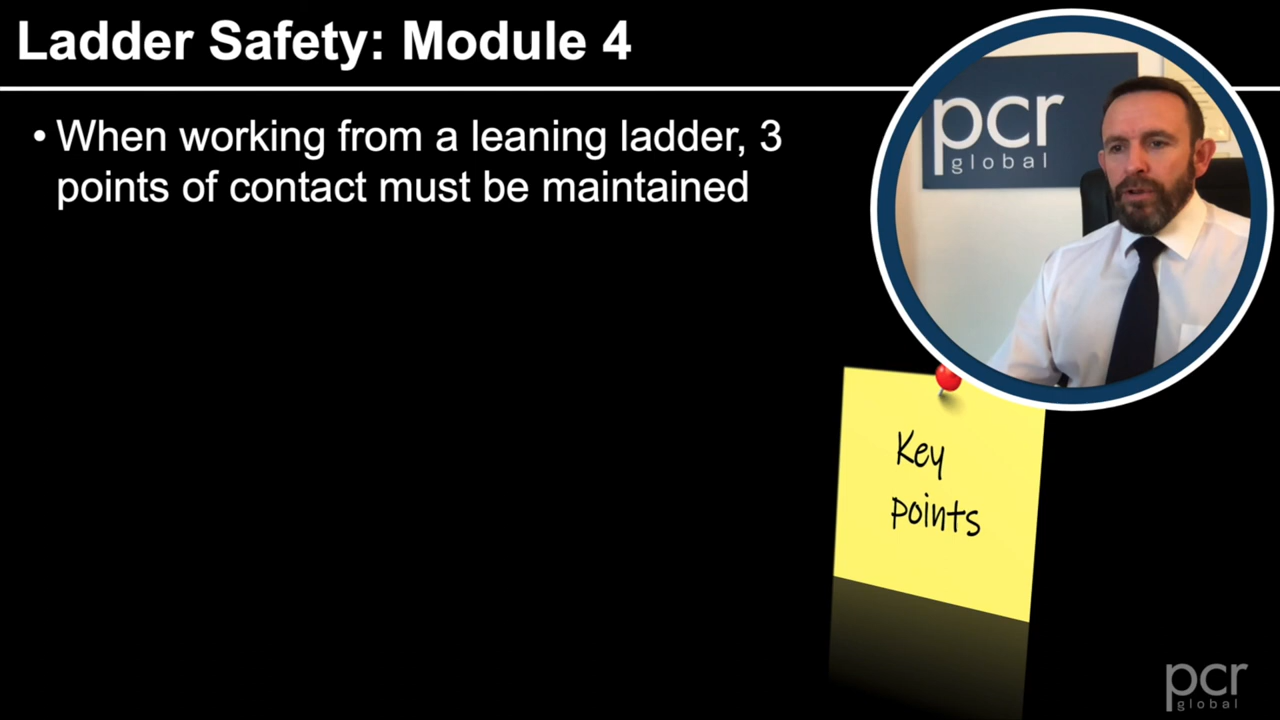 Ladder Safety: Module 4
• When working from a leaning ladder, 3
points of contact must be maintained
pcr
global
Key
points
pcr
global